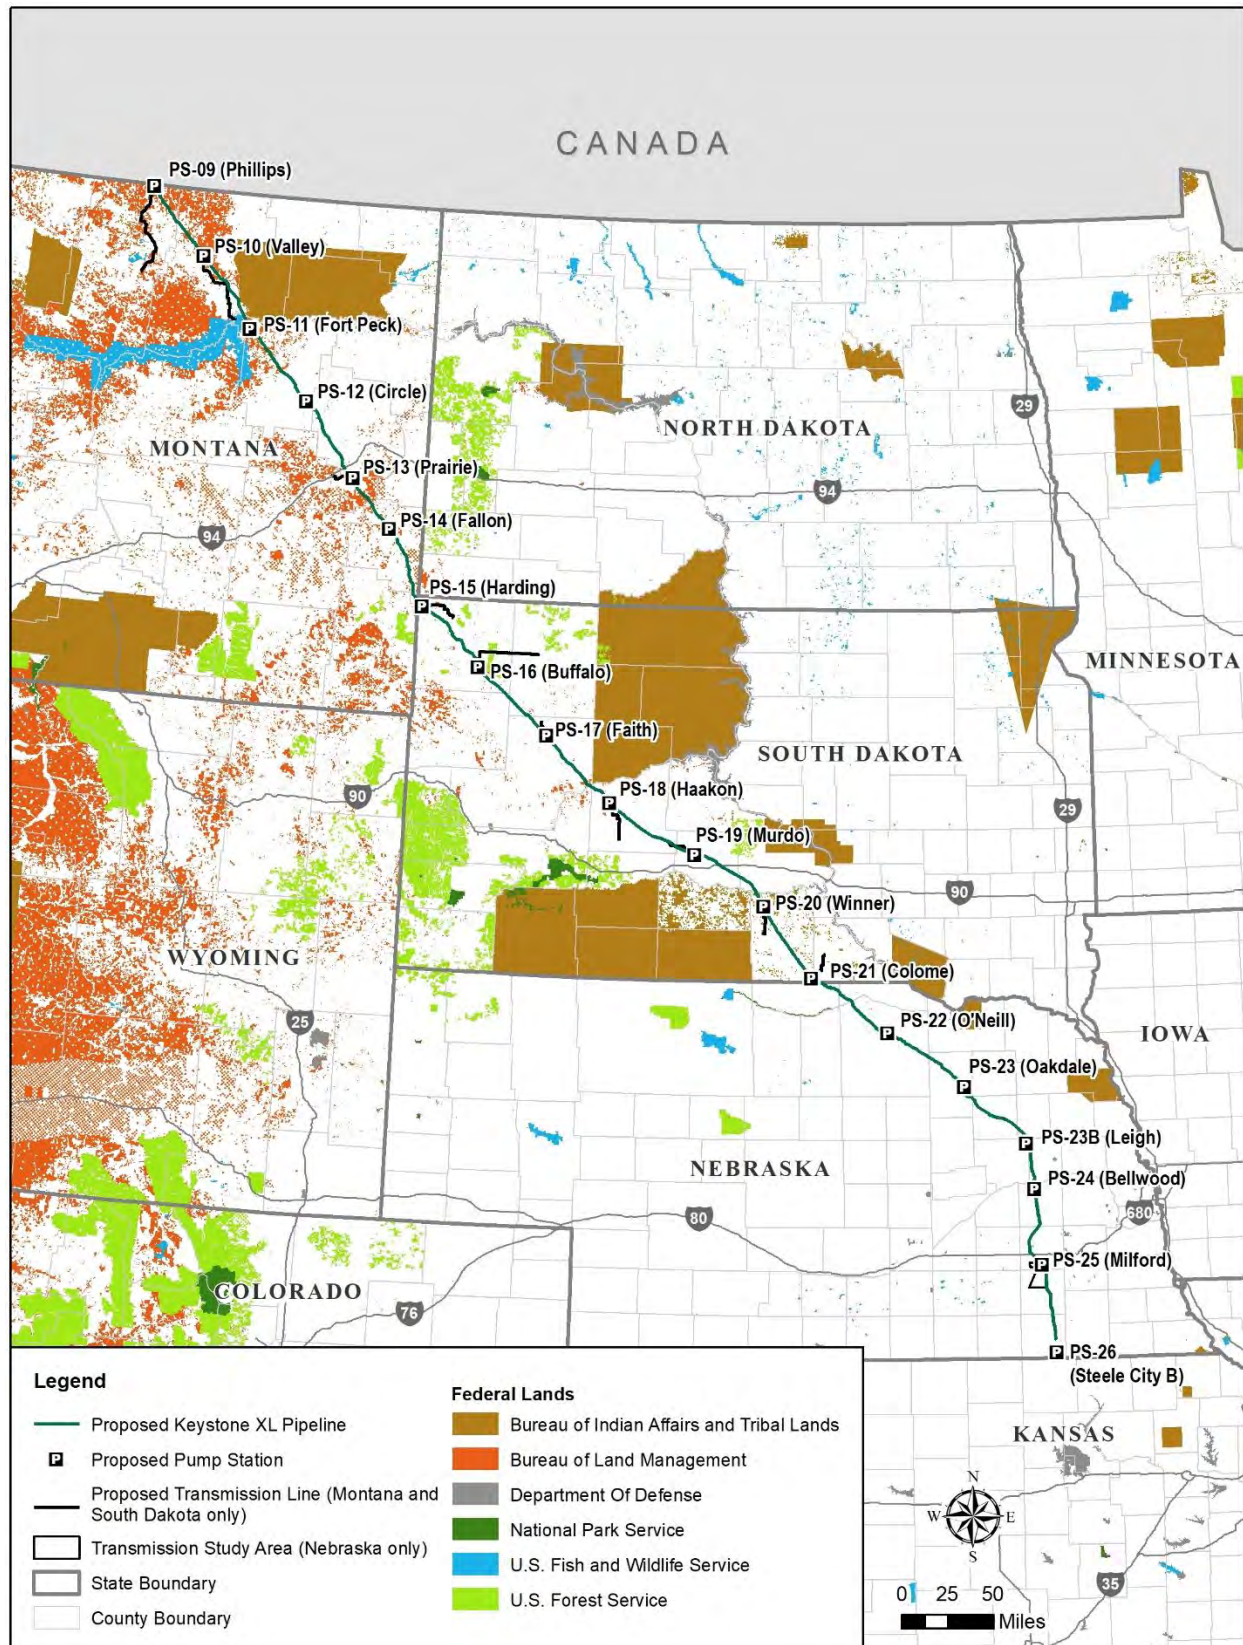 CANADA
PS-09 (Phillips)
PS-10 (Valley)
PS-11 (Fort Peck)
PS-12 (Circle)
29
NORTH DAKOTA
MONTANA
PS-13 (Prairie)
94
PS-14 (Fallon)
94
PS-15 (Harding)
MINNESOTA
PS-16 (Buffalo)
PS-17 (Faith)
SOUTH DAKOTA
90
PS-18 (Haakon)
29
PS-19 (Murdo)
90
PS-20 (Winner)
WYOMING
PS-21 (Colome)
25
PS-22 (O'Neill)
IOWA
PS-23 (Oakdale)
PS-23B (Leigh)
NEBRASKA
PS-24 (Bellwood)
680
80
PS-25 (Milford)
COLORADO
76
PS-26
(Steele City B)
KANSAS
35
Legend
Proposed Keystone XL Pipeline
P Proposed Pump Station
Proposed Transmission Line (Montana and
South Dakota only)
Transmission Study Area (Nebraska only)
State Boundary
County Boundary
Federal Lands
Bureau of Indian Affairs and Tribal Lands
Bureau of Land Management
Department Of Defense
National Park Service
U.S. Fish and Wildlife Service
U.S. Forest Service
N
W E
S
0 25 50
Miles